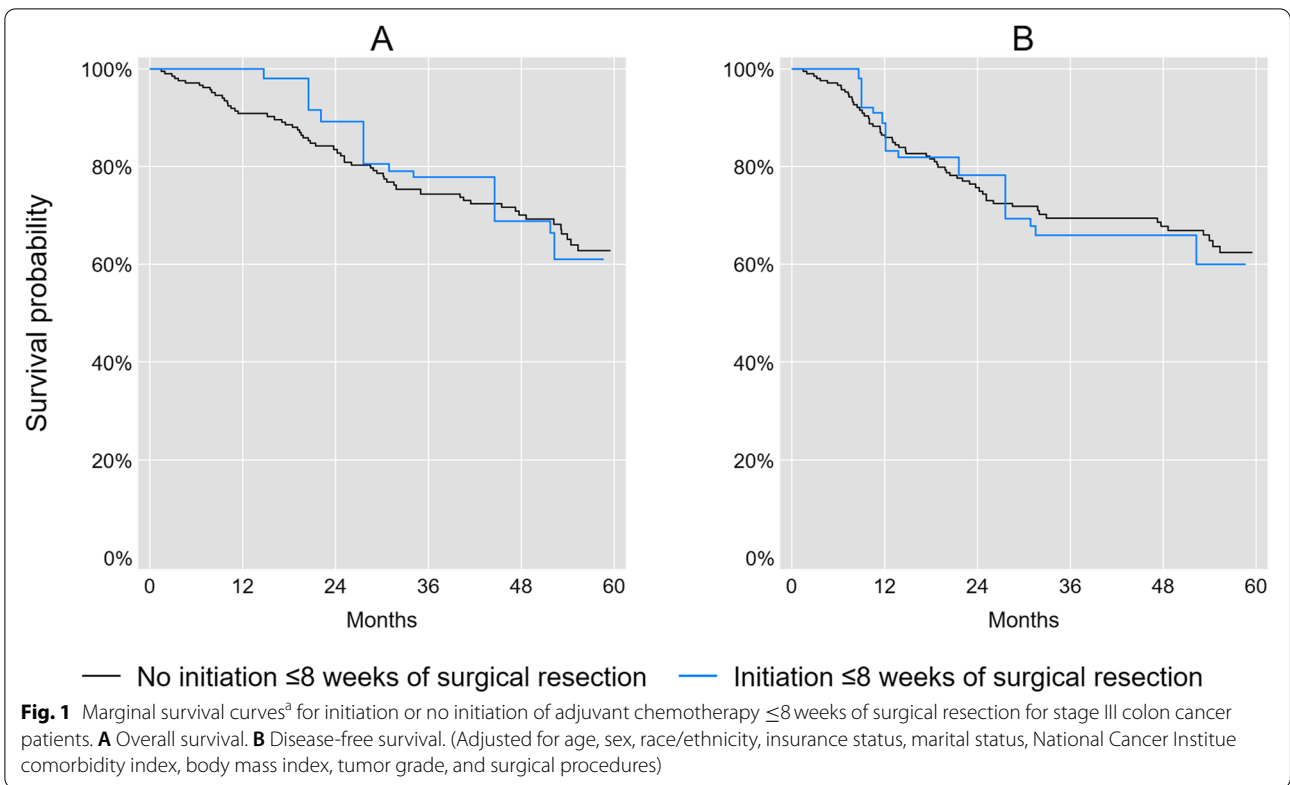 A
B
Survival probability
100%
80%
60%
40%
20%
0%
0 12 24 36 48 60
Months
100%
80%
60%
40%
20%
0%
0 12 24 36 48 60
Months
No initiation ≤8 weeks of surgical resection Initiation ≤8 weeks of surgical resection
Fig. 1 Marginal survival curvesᵃ for initiation or no initiation of adjuvant chemotherapy ≤8 weeks of surgical resection for stage III colon cancer
patients. A Overall survival. B Disease-free survival. (Adjusted for age, sex, race/ethnicity, insurance status, marital status, National Cancer Institue
comorbidity index, body mass index, tumor grade, and surgical procedures)